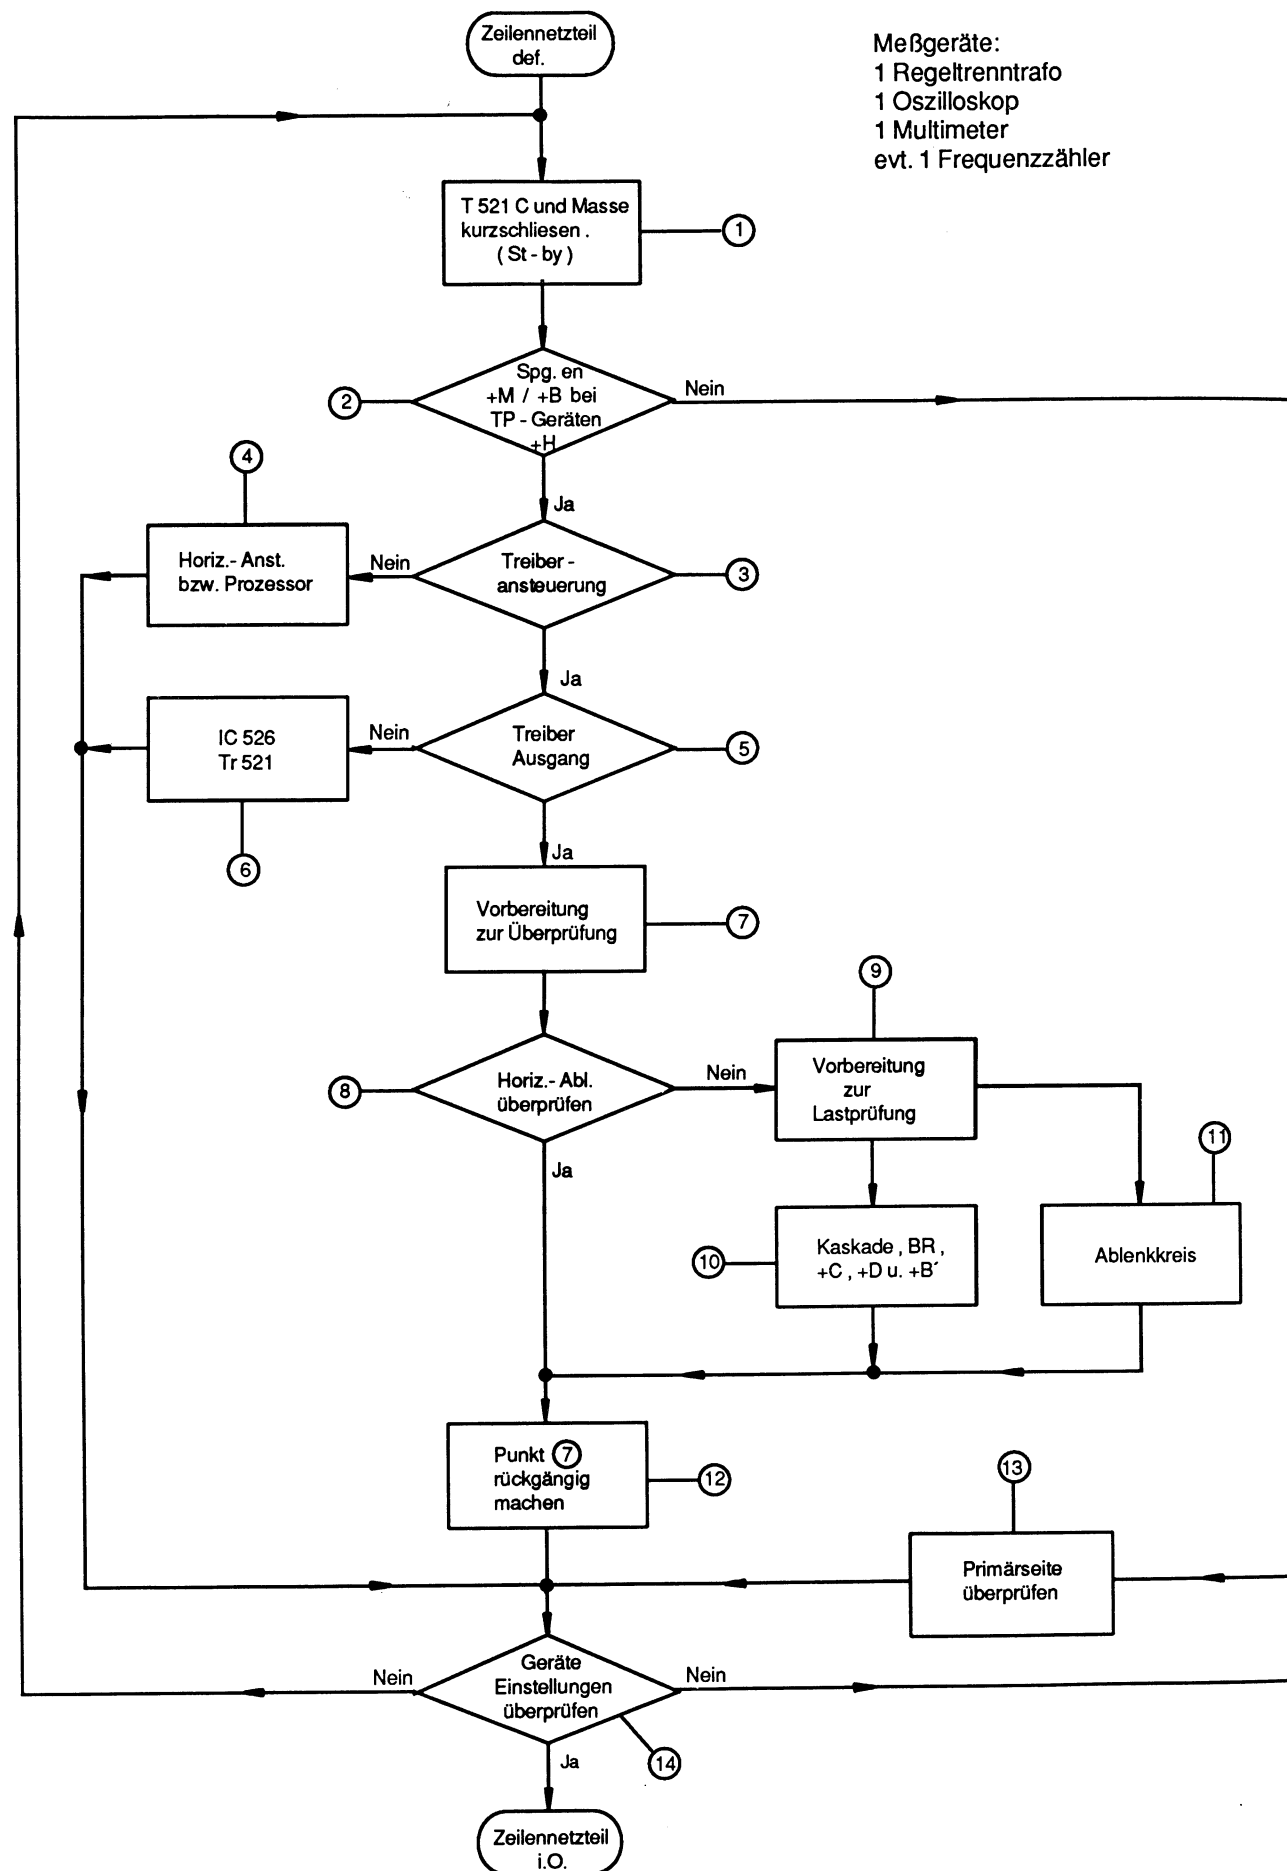 Zeilennetzteil
def.
Meßgeräte:
1 Regeltrenntrafo
1 Oszilloskop
1 Multimeter
evt. 1 Frequenzzähler
T 521 C und Masse
kurzschliesen .
( St - by )
1
Spg. en
+M / +B bei
TP - Geräten
+H
2
Nein
Ja
4
Horiz.- Anst.
bzw. Prozessor
Nein
Treiber -
ansteuerung
3
Ja
IC 526
Tr 521
Nein
Treiber
Ausgang
5
6
Ja
Vorbereitung
zur Überprüfung
7
9
8
Horiz.- Abl.
überprüfen
Nein
Vorbereitung
zur
Lastprüfung
Ja
11
10
Kaskade , BR ,
+C , +D u. +B´
Ablenkkreis
Punkt 7
rückgängig
machen
12
13
Primärseite
überprüfen
Nein
Geräte
Einstellungen
überprüfen
Nein
14
Ja
Zeilennetzteil
i.O.